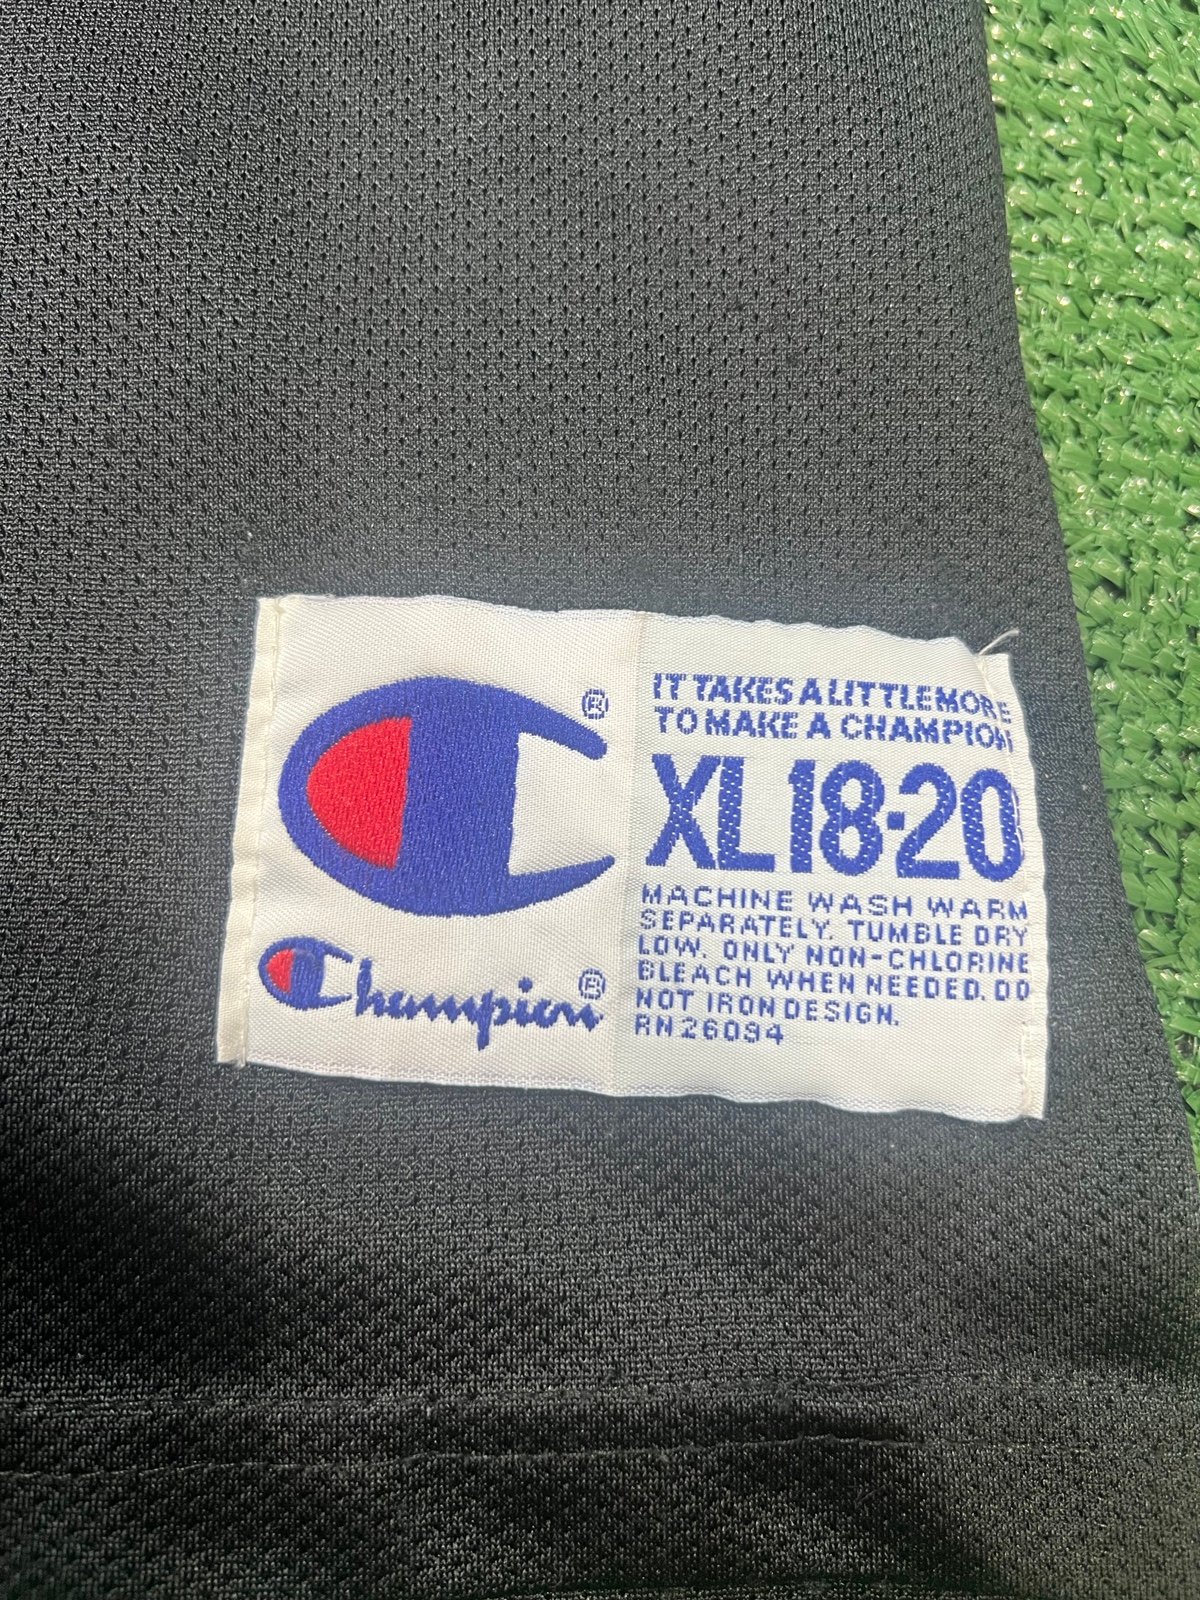 ®
Champion®
IT TAKES A LITTLE MORE
TO MAKE A CHAMPION
XL 18-20
MACHINE WASH WARM
SEPARATELY. TUMBLE DRY
LOW. ONLY NON-CHLORINE
BLEACH WHEN NEEDED. DO
NOT IRON DESIGN.
RN 26094